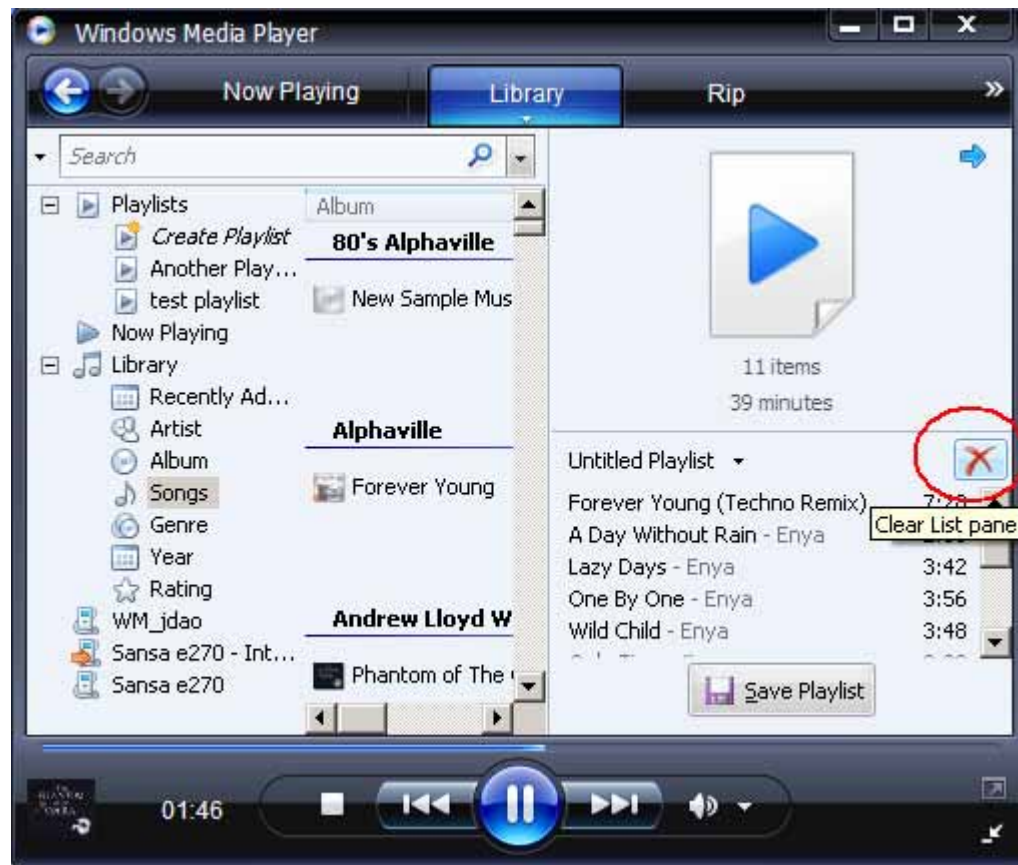 Windows Media Player
Now Playing
Library
Rip
Search
Playlists
Create Playlist
Another Play...
test playlist
Now Playing
Library
Recently Ad...
Artist
Album
Songs
Genre
Year
Rating
WM_jdao
Sansa e270 - Int...
Sansa e270
Album
80's Alphaville
New Sample Mus
Alphaville
Forever Young
Andrew Lloyd W
Phantom of The
11 items
39 minutes
Untitled Playlist
Forever Young (Techno Remix)
Clear List pane
A Day Without Rain - Enya
Lazy Days - Enya 3:42
One By One - Enya 3:56
Wild Child - Enya 3:48
Save Playlist
01:46